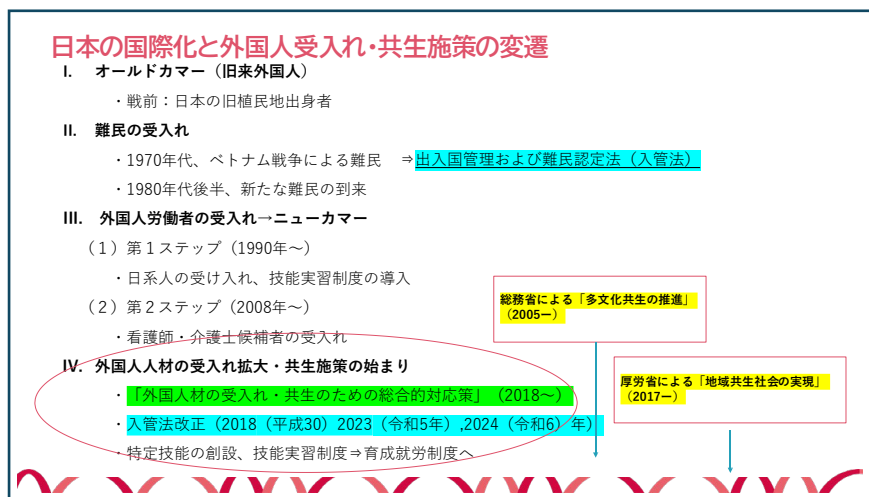 日本の国際化と外国人受入れ・共生施策の変遷
I. オールドカマー（旧来外国人）
・戦前：日本の旧植民地出身者
II. 難民の受入れ
・1970年代、ベトナム戦争による難民 ⇒出入国管理および難民認定法（入管法）
・1980年代後半、新たな難民の到来
III. 外国人労働者の受入れ→ニューカマー
（１）第１ステップ（1990年～）
・日系人の受け入れ、技能実習制度の導入
（２）第２ステップ（2008年～）
・看護師・介護士候補者の受入れ
総務省による「多文化共生の推進」
（2005ー）
IV. 外国人人材の受入れ拡大・共生施策の始まり
・「外国人材の受入れ・共生のための総合的対応策」（2018～）
・入管法改正（2018（平成30）2023（令和5年）,2024（令和6）年）
・特定技能の創設、技能実習制度⇒育成就労制度へ
厚労省による「地域共生社会の実現」
（2017ー）